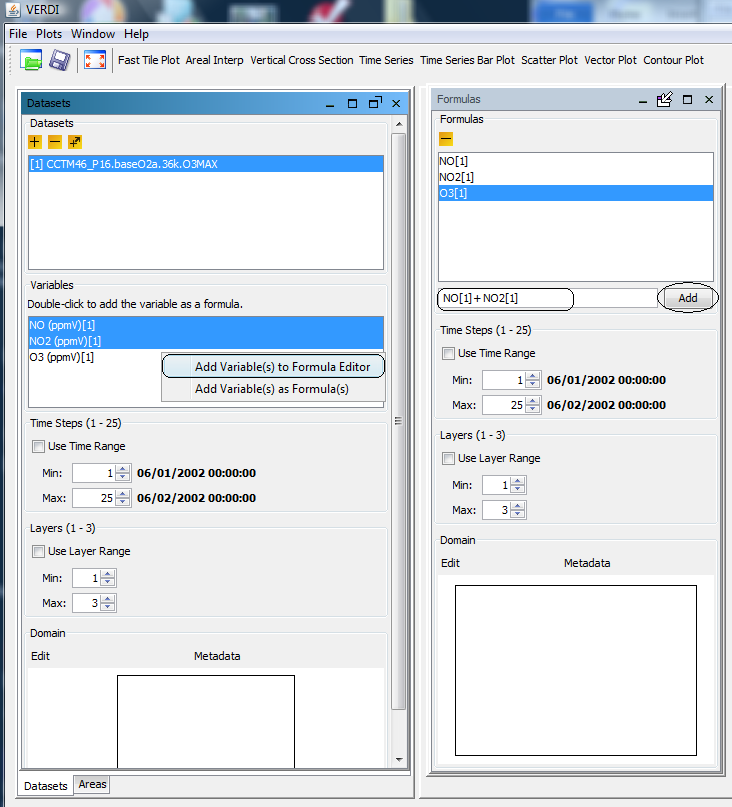 VERDI
File Plots Window Help
Fast Tile Plot Areal Interp Vertical Cross Section Time Series Time Series Bar Plot Scatter Plot Vector Plot Contour Plot
Datasets
Datasets
[1] CCTM46_P16.baseO2a.36k.O3MAX
Variables
Double-click to add the variable as a formula.
NO (ppmV)[1]
NO2 (ppmV)[1]
O3 (ppmV)[1]
Add Variable(s) to Formula Editor
Add Variable(s) as Formula(s)
Time Steps (1 - 25)
Use Time Range
Min: 1 06/01/2002 00:00:00
Max: 25 06/02/2002 00:00:00
Layers (1 - 3)
Use Layer Range
Min: 1
Max: 3
Domain
Edit Metadata
Datasets Areas
Formulas
Formulas
NO[1]
NO2[1]
O3[1]
NO[1]+NO2[1] Add
Time Steps (1 - 25)
Use Time Range
Min: 1 06/01/2002 00:00:00
Max: 25 06/02/2002 00:00:00
Layers (1 - 3)
Use Layer Range
Min: 1
Max: 3
Domain
Edit Metadata